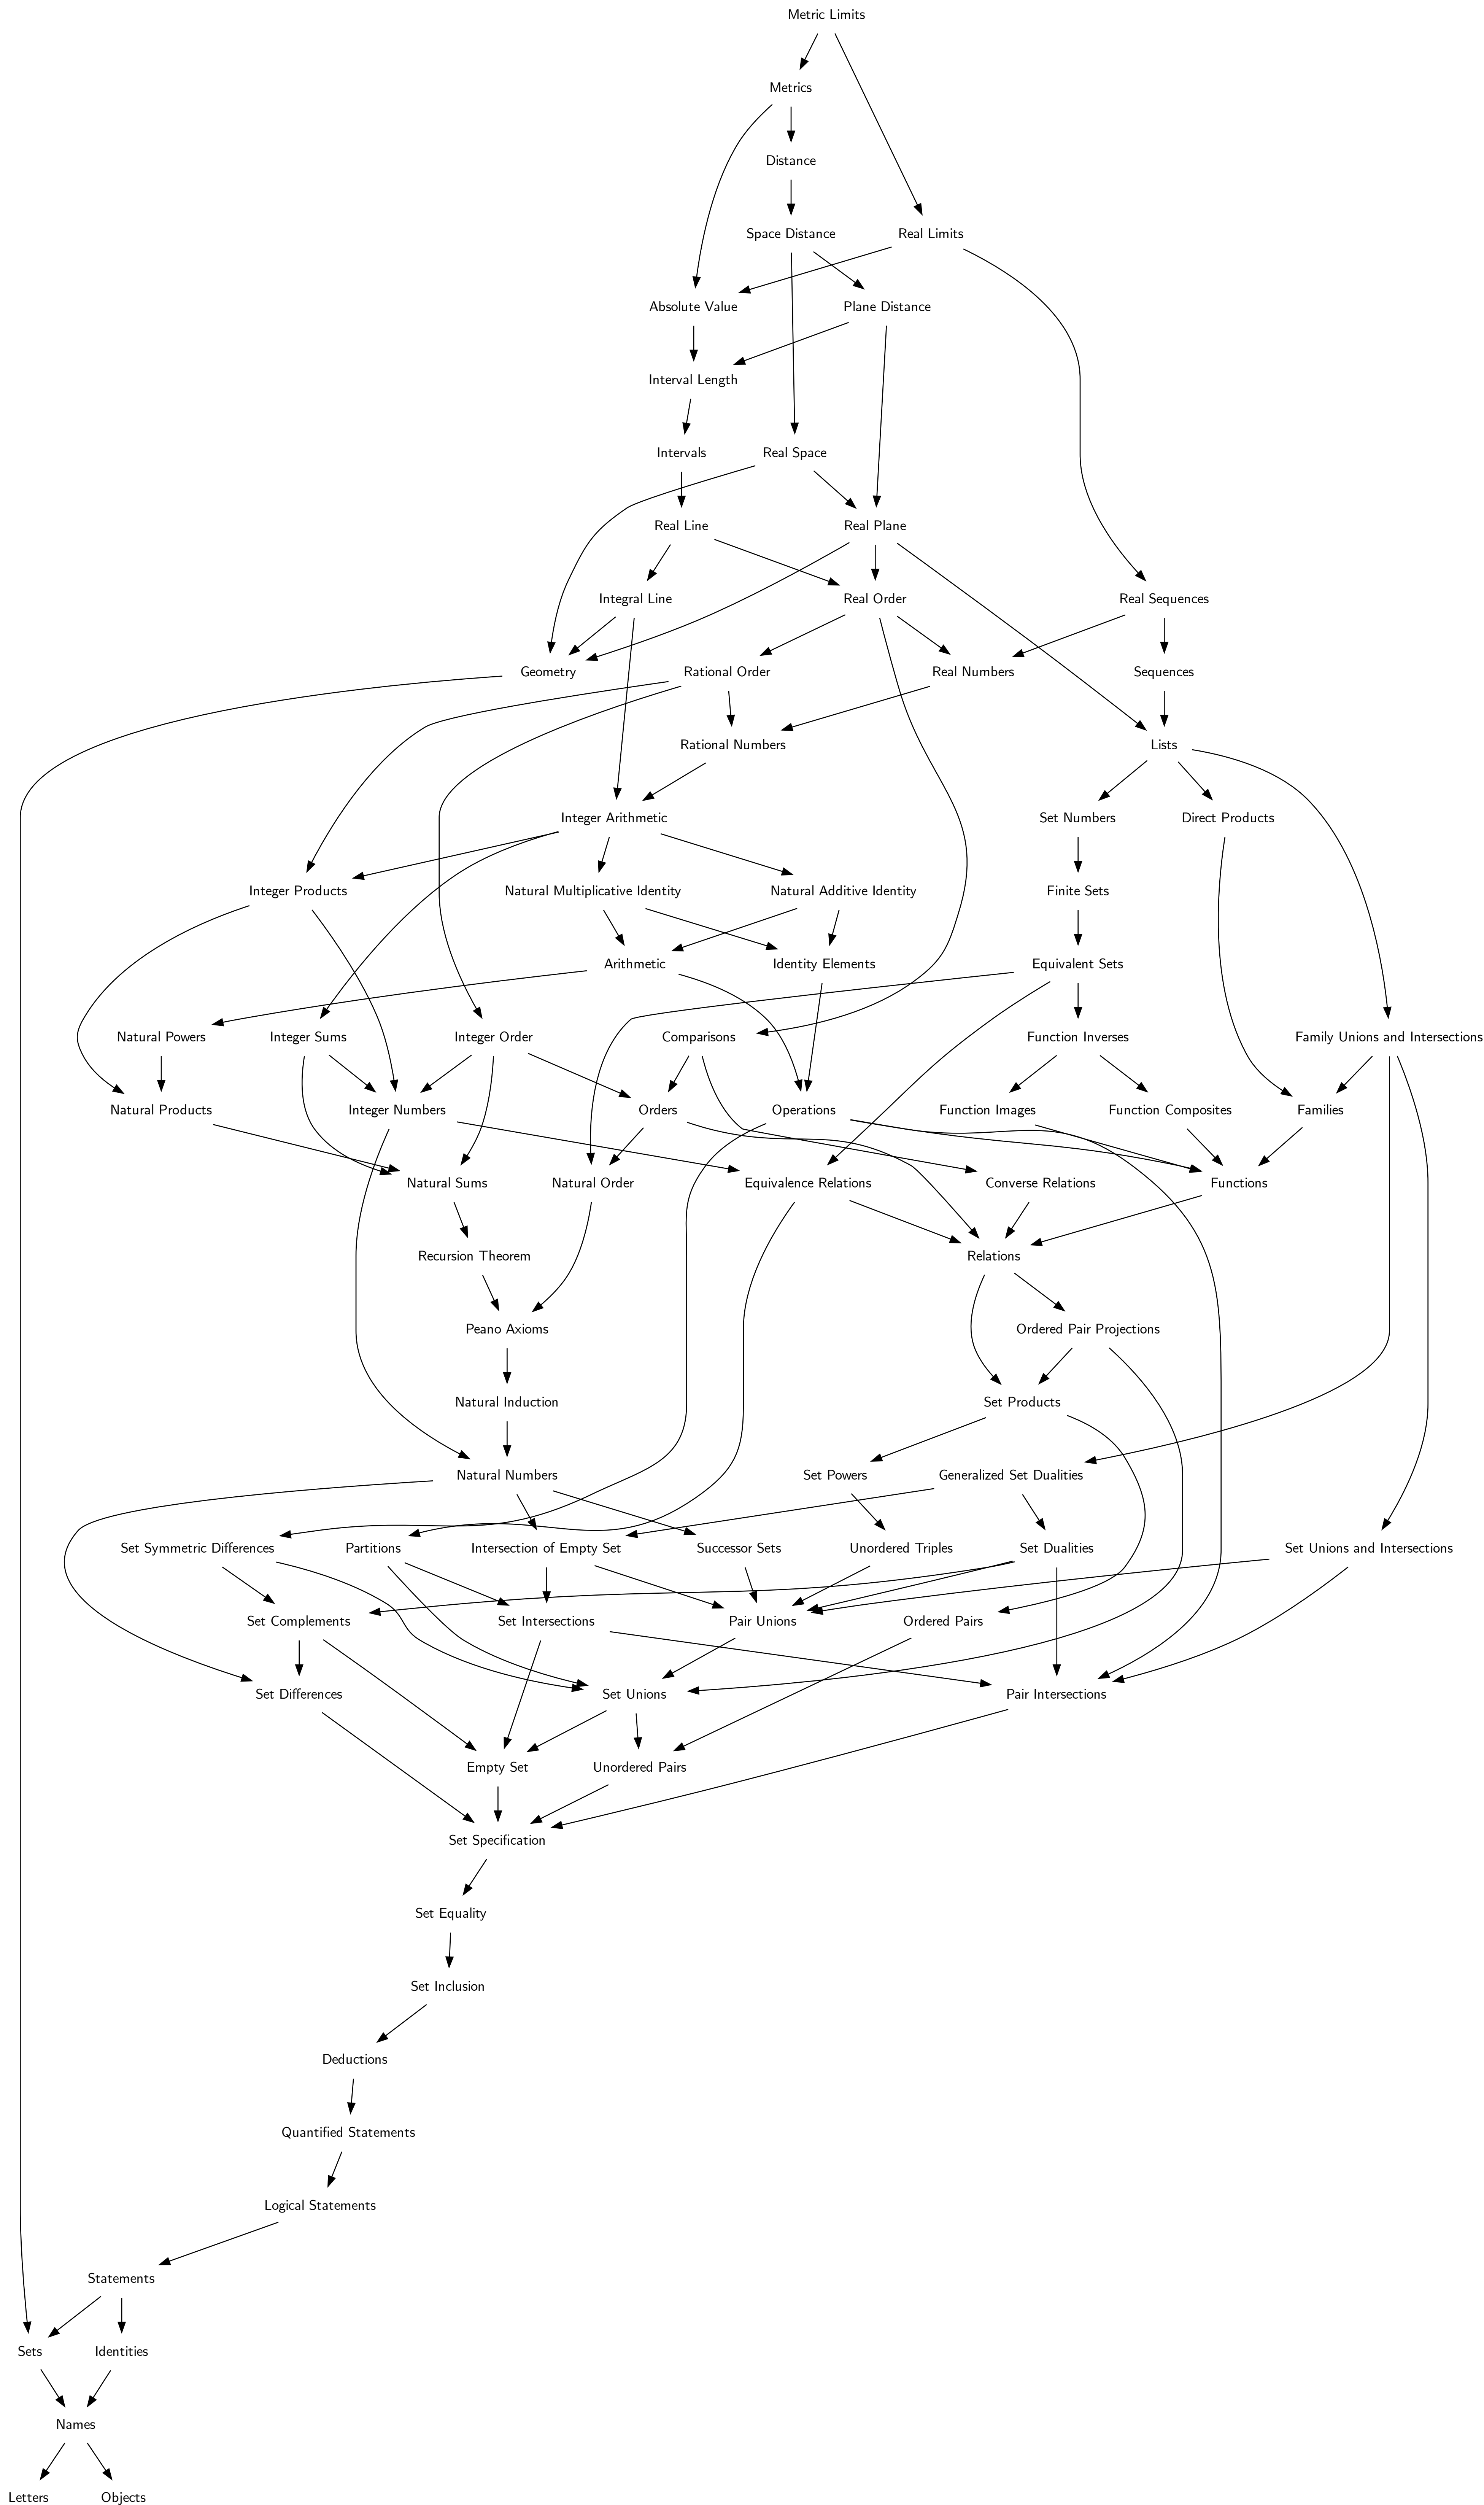 Metric Limits
Metrics
Distance
Space Distance
Real Limits
Absolute Value
Plane Distance
Interval Length
Intervals
Real Space
Real Line
Real Plane
Integral Line
Real Order
Real Sequences
Geometry
Rational Order
Real Numbers
Sequences
Rational Numbers
Lists
Integer Arithmetic
Set Numbers
Direct Products
Integer Products
Natural Multiplicative Identity
Natural Additive Identity
Finite Sets
Arithmetic
Identity Elements
Equivalent Sets
Natural Powers
Integer Sums
Integer Order
Comparisons
Function Inverses
Family Unions and Intersections
Natural Products
Integer Numbers
Orders
Operations
Function Images
Function Composites
Families
Natural Sums
Natural Order
Equivalence Relations
Converse Relations
Functions
Recursion Theorem
Relations
Peano Axioms
Ordered Pair Projections
Natural Induction
Set Products
Natural Numbers
Set Powers
Generalized Set Dualities
Set Symmetric Differences
Partitions
Intersection of Empty Set
Successor Sets
Unordered Triples
Set Dualities
Set Unions and Intersections
Set Complements
Set Intersections
Pair Unions
Ordered Pairs
Set Differences
Set Unions
Pair Intersections
Empty Set
Unordered Pairs
Set Specification
Set Equality
Set Inclusion
Deductions
Quantified Statements
Logical Statements
Statements
Sets
Identities
Names
Letters
Objects